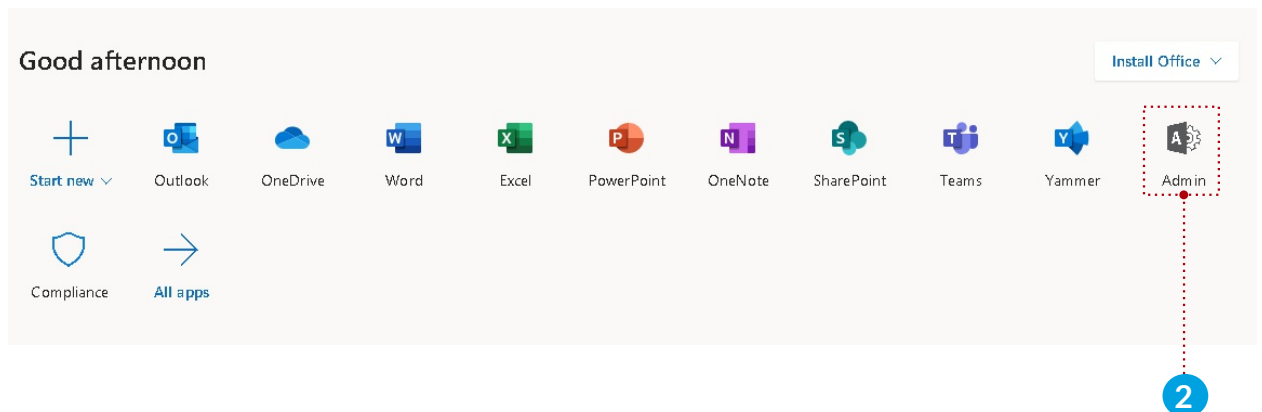 Good afternoon
Install Office
Start new Outlook OneDrive Word Excel PowerPoint OneNote SharePoint Teams Yammer Admin
Compliance All apps
2